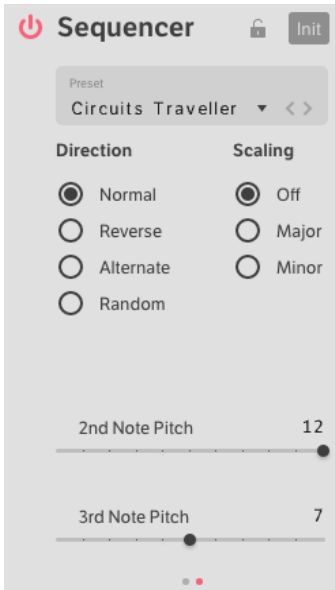 Sequencer Init
Preset
Circuits Traveller
Direction Scaling
Normal Off
Reverse Major
Alternate Minor
Random
2nd Note Pitch 12
3rd Note Pitch 7